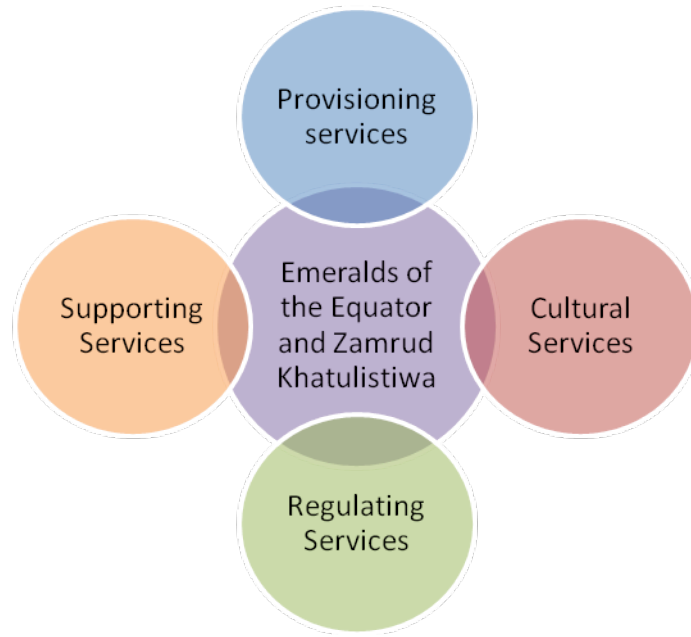 Provisioning
services
Supporting
Services
Emeralds of
the Equator
and Zamrud
Khatulistiwa
Cultural
Services
Regulating
Services